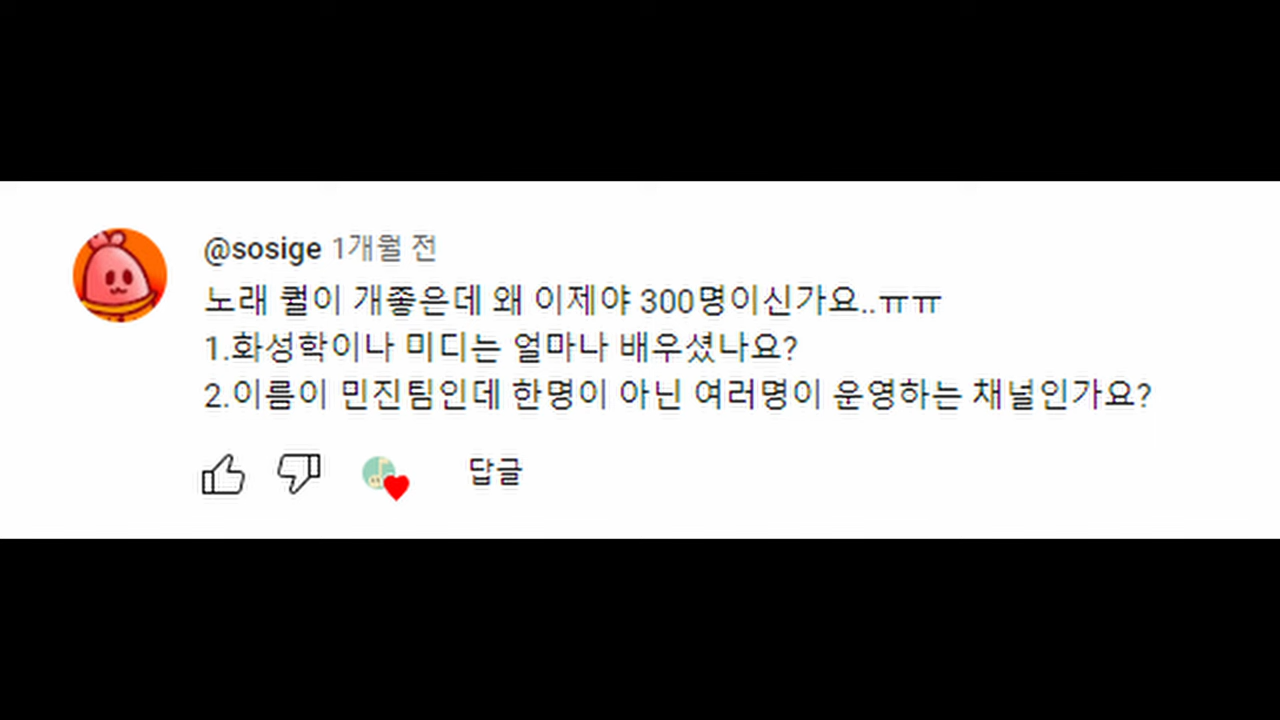 @sosige 1개월 전
노래 퀄이 개좋은데 왜 이제야 300명이신가요..ㅠㅠ
1.화성학이나 미디는 얼마나 배우셨나요?
2.이름이 민진팀인데 한명이 아닌 여러명이 운영하는 채널인가요?
답글